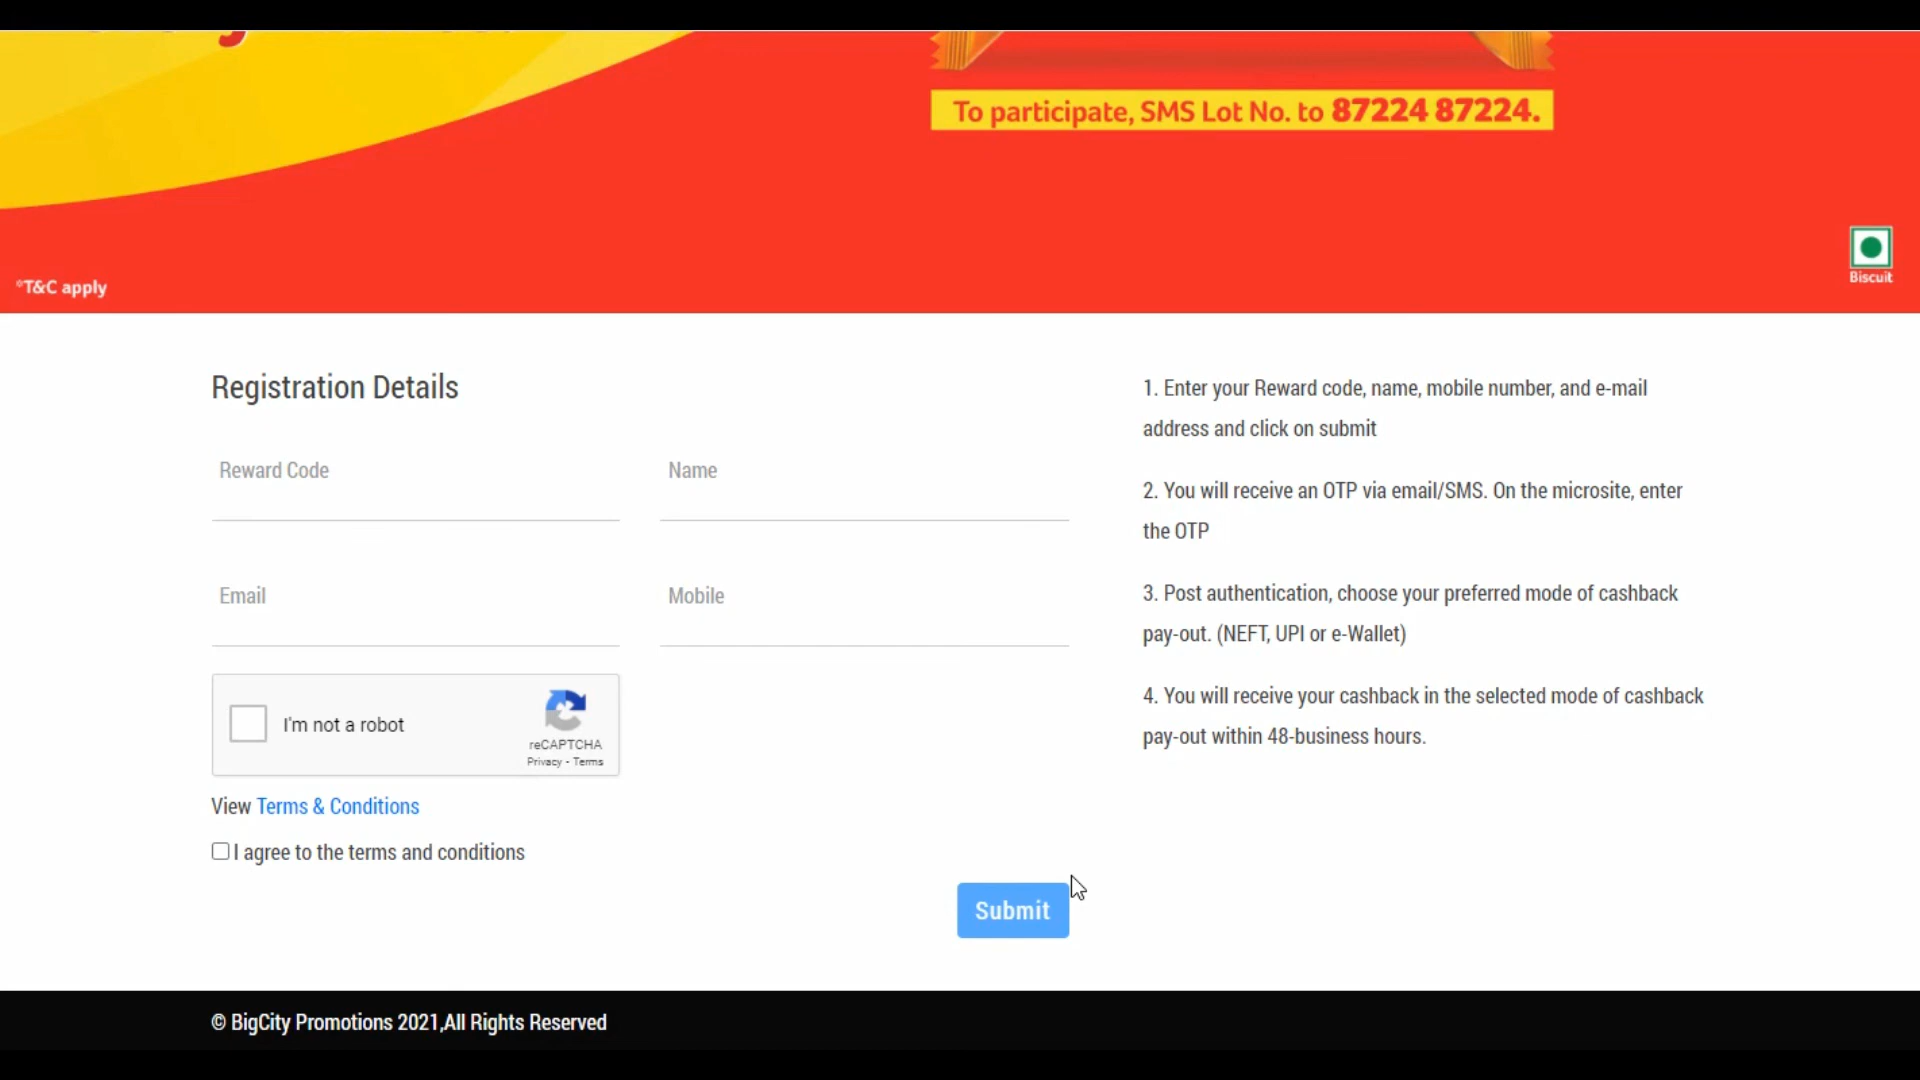 To participate, SMS Lot No. to 87224 87224.
Biscuit
*T&C apply
Registration Details
Reward Code
Name
Email
Mobile
I'm not a robot
reCAPTCHA
Privacy - Terms
View Terms & Conditions
I agree to the terms and conditions
Submit
1. Enter your Reward code, name, mobile number, and e-mail
address and click on submit
2. You will receive an OTP via email/SMS. On the microsite, enter
the OTP
3. Post authentication, choose your preferred mode of cashback
pay-out. (NEFT, UPI or e-Wallet)
4. You will receive your cashback in the selected mode of cashback
pay-out within 48-business hours.
© BigCity Promotions 2021,All Rights Reserved